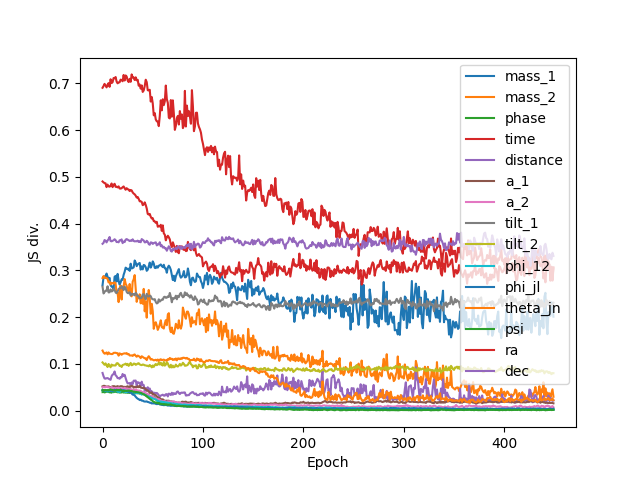 0.7
0.6
0.5
0.4
0.3
0.2
0.1
0.0
JS div.
0
100
200
300
400
Epoch
mass_1
mass_2
phase
time
distance
a_1
a_2
tilt_1
tilt_2
phi_12
phi_jl
theta_jn
psi
ra
dec